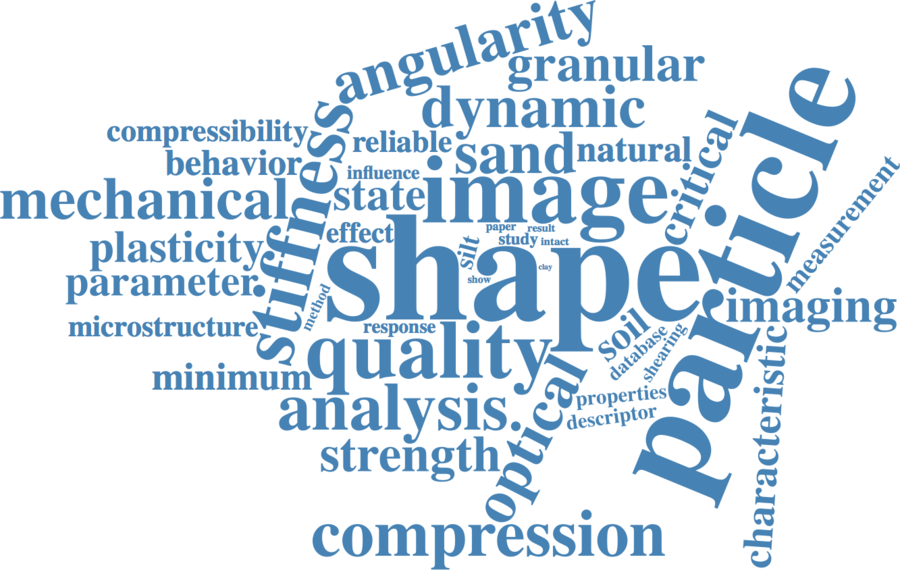 angularity
granular
dynamic
compressibility
stiffness
reliable
sand
natural
critical
particle
behavior
influence
mechanical
state
image
measurement
effect
paper
result
study
intact
silt
shape
plasticity
parameter
show
clay
method
imaging
microstructure
response
soil
database
shearing
quality
minimum
optical
properties
descriptor
characteristic
analysis
strength
compression